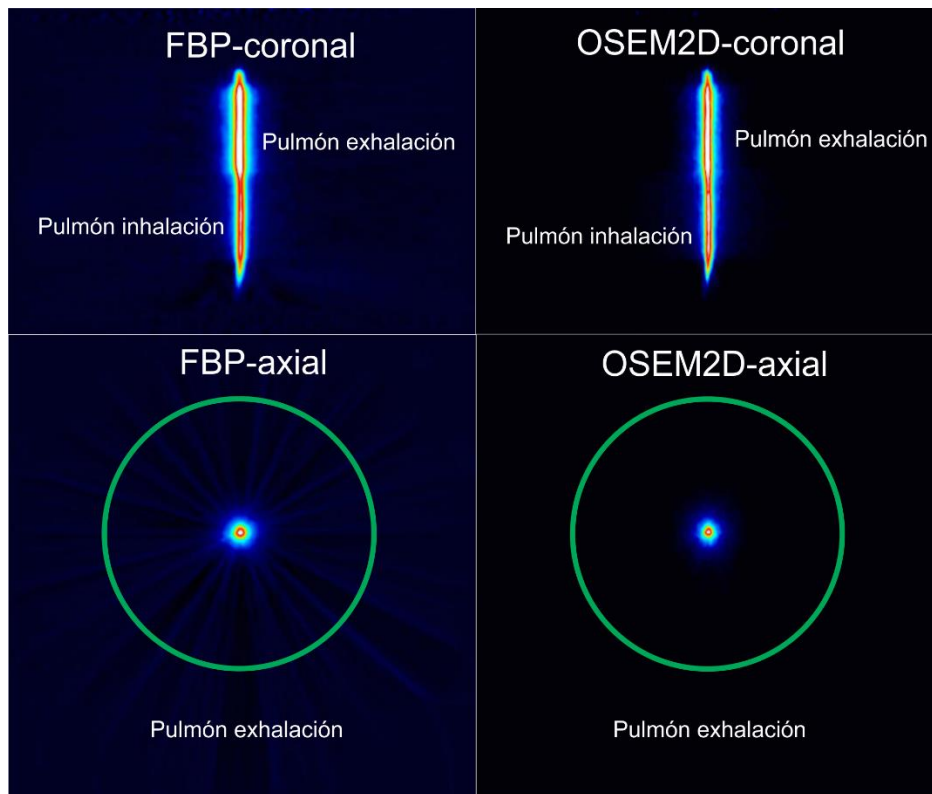 FBP-coronal
OSEM2D-coronal
Pulmón exhalación
Pulmón exhalación
Pulmón inhalación
Pulmón inhalación
FBP-axial
OSEM2D-axial
Pulmón exhalación
Pulmón exhalación